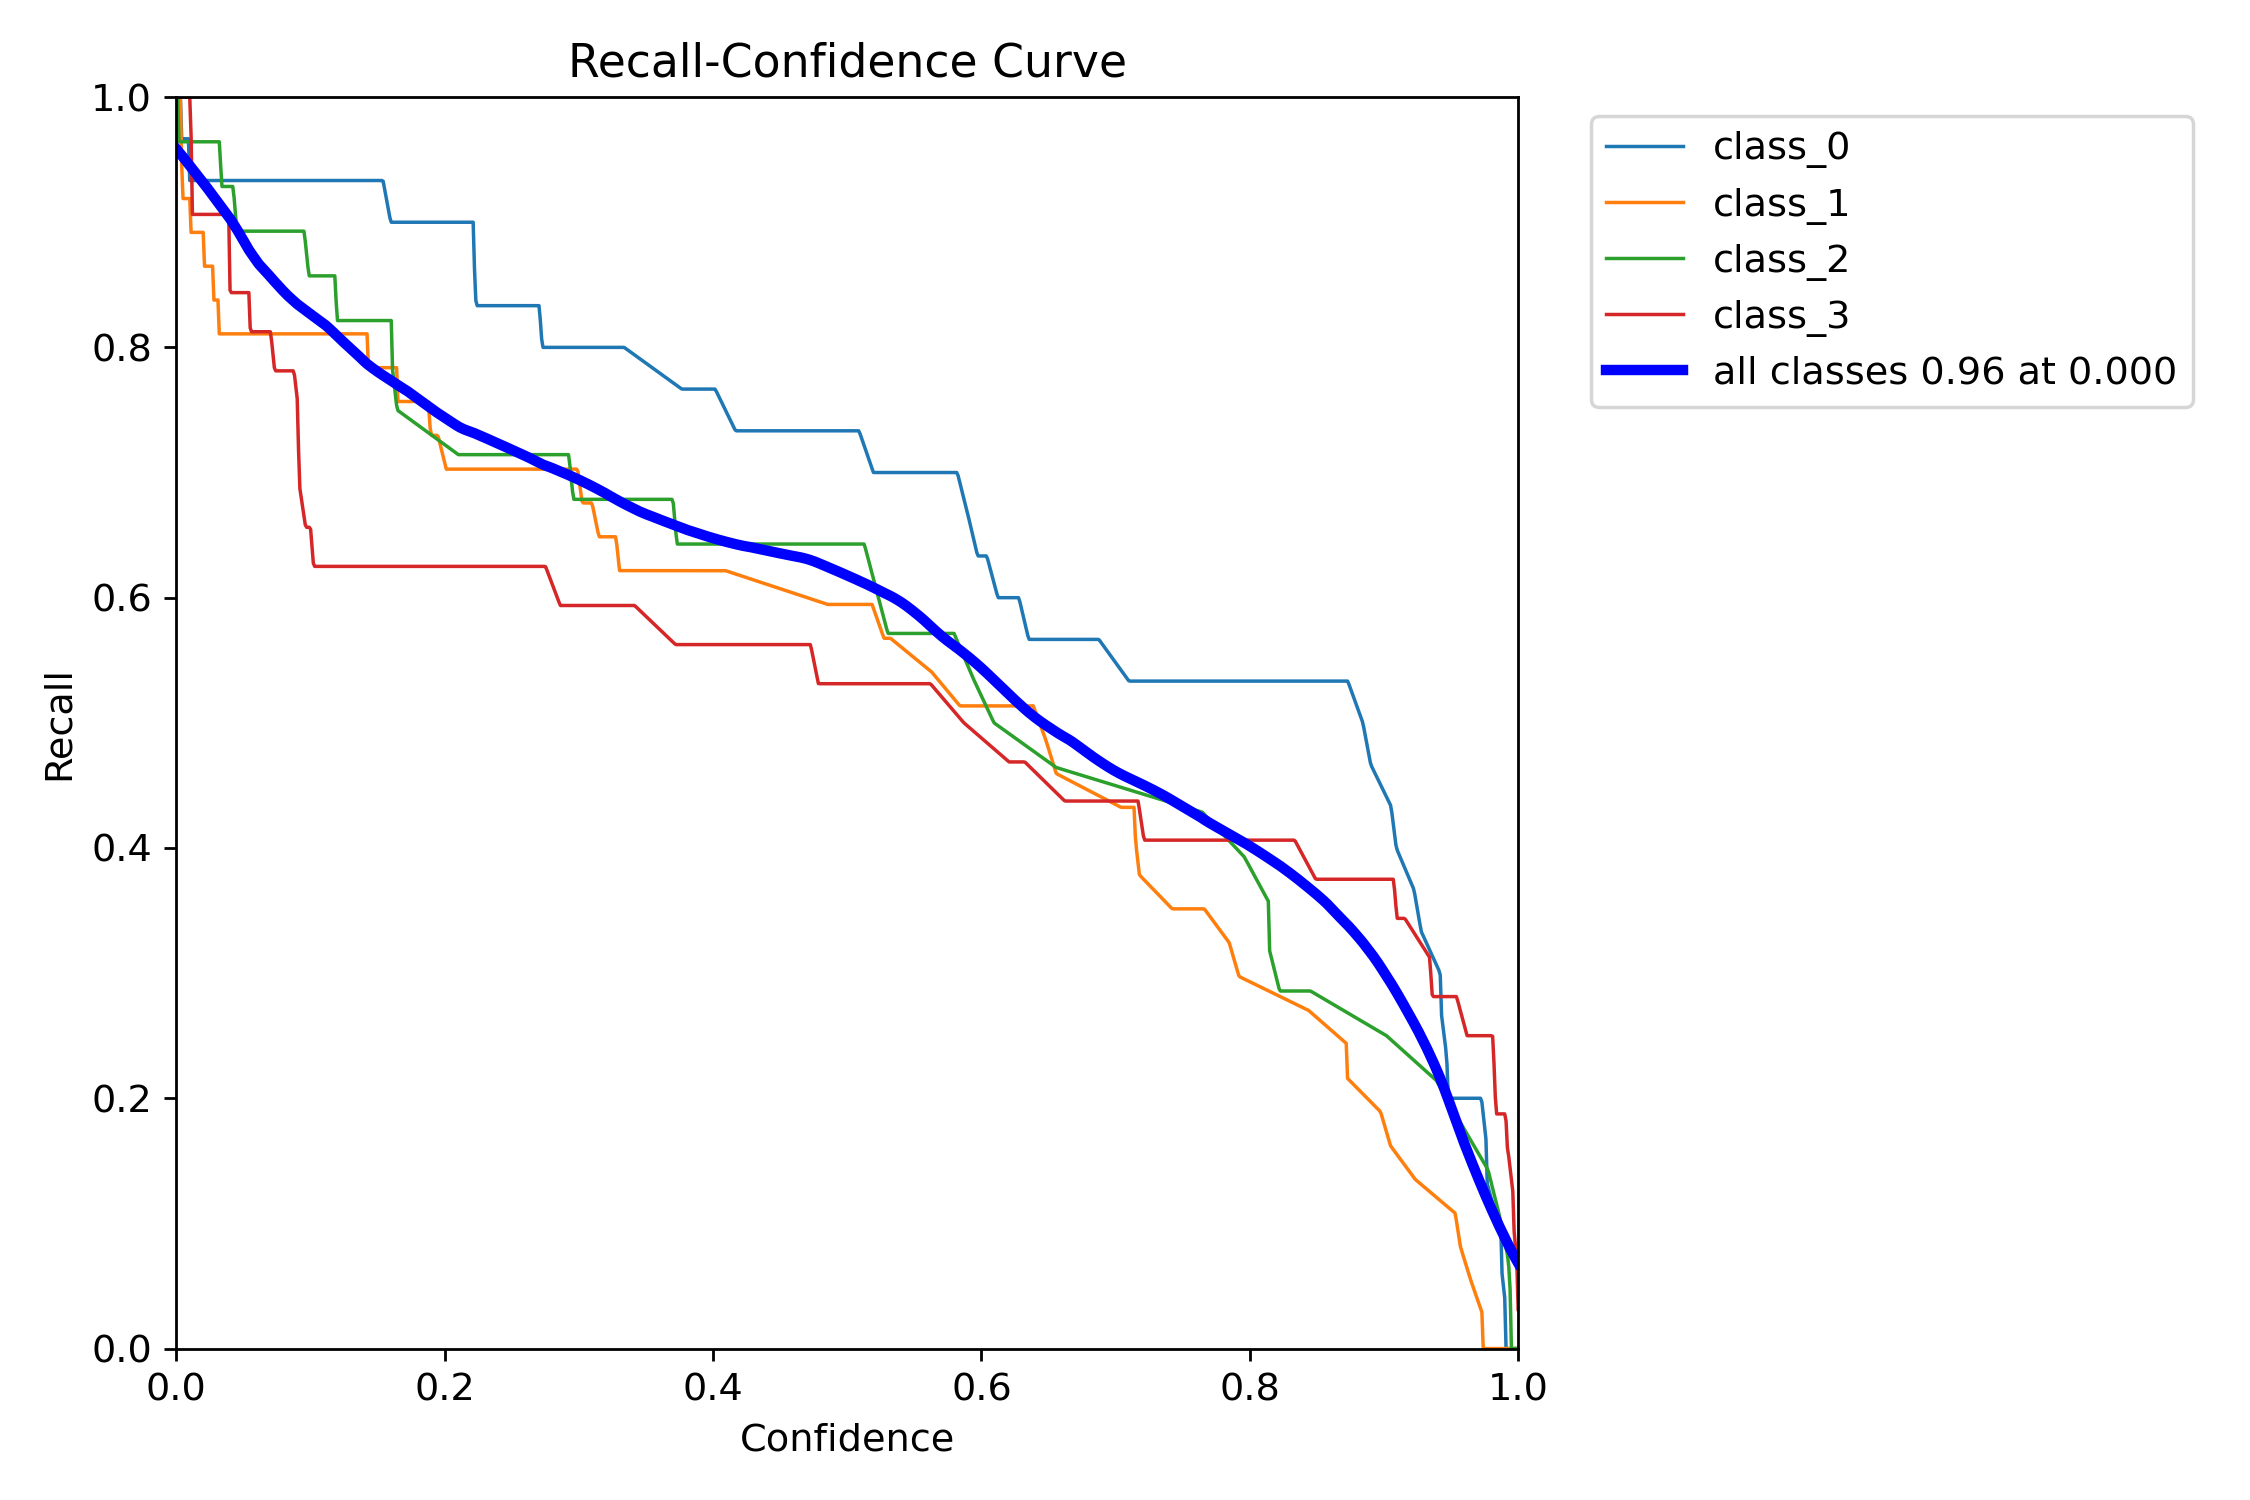 Recall-Confidence Curve
1.0
0.8
0.6
0.4
0.2
0.0
Recall
0.0 0.2 0.4 0.6 0.8 1.0
Confidence
class_0
class_1
class_2
class_3
all classes 0.96 at 0.000